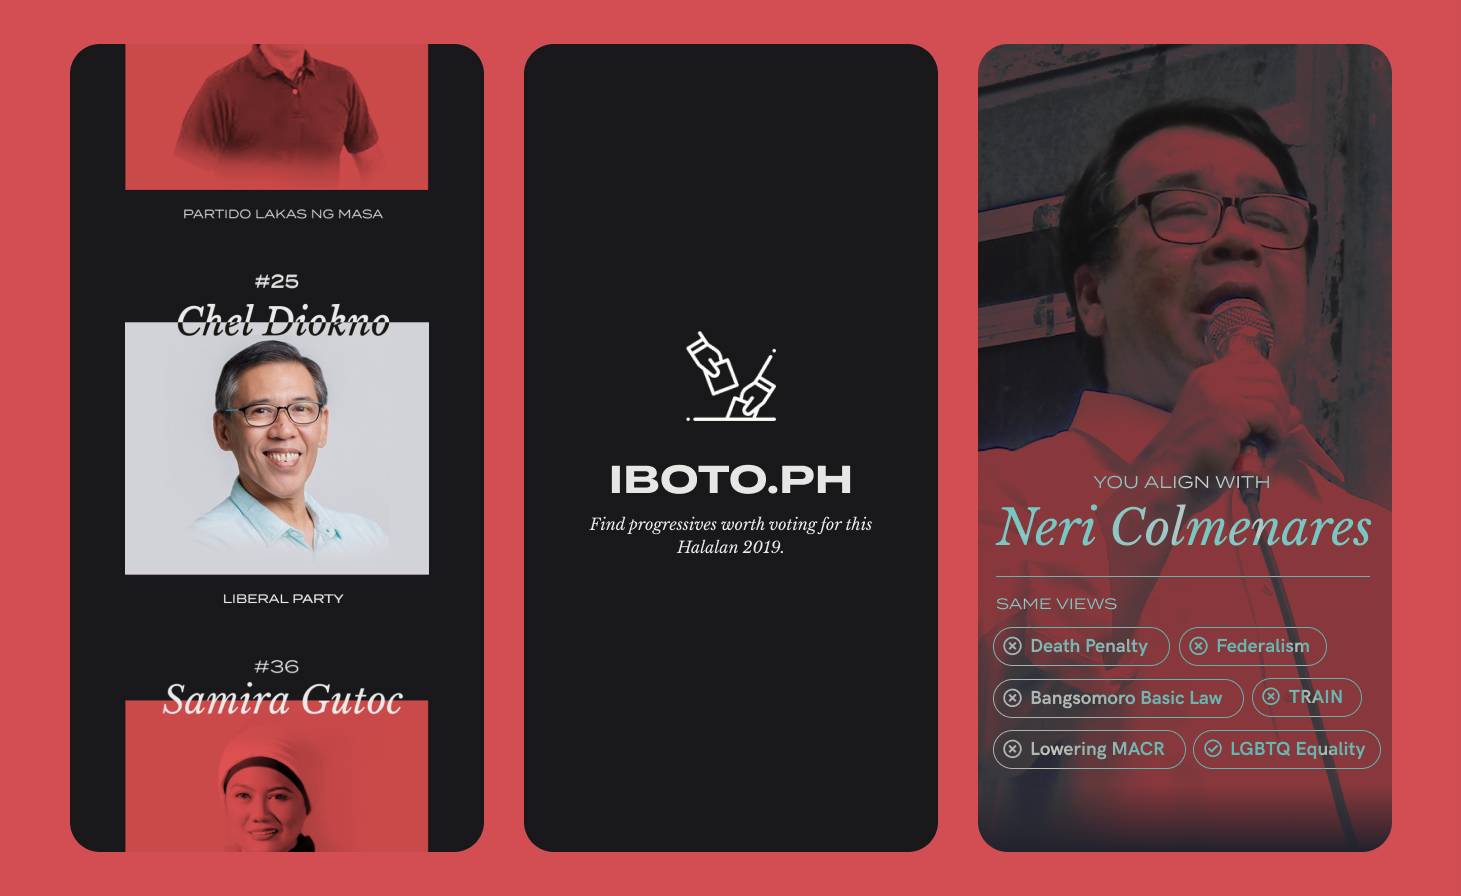 PARTIDO LAKAS NG MASA
#25
Chel Diokno
LIBERAL PARTY
#36
Samira Gutoc
IBOTO.PH
Find progressives worth voting for this
Halalan 2019.
YOU ALIGN WITH
Neri Colmenares
SAME VIEWS
Death Penalty
Federalism
Bangsomoro Basic Law
TRAIN
Lowering MACR
LGBTQ Equality